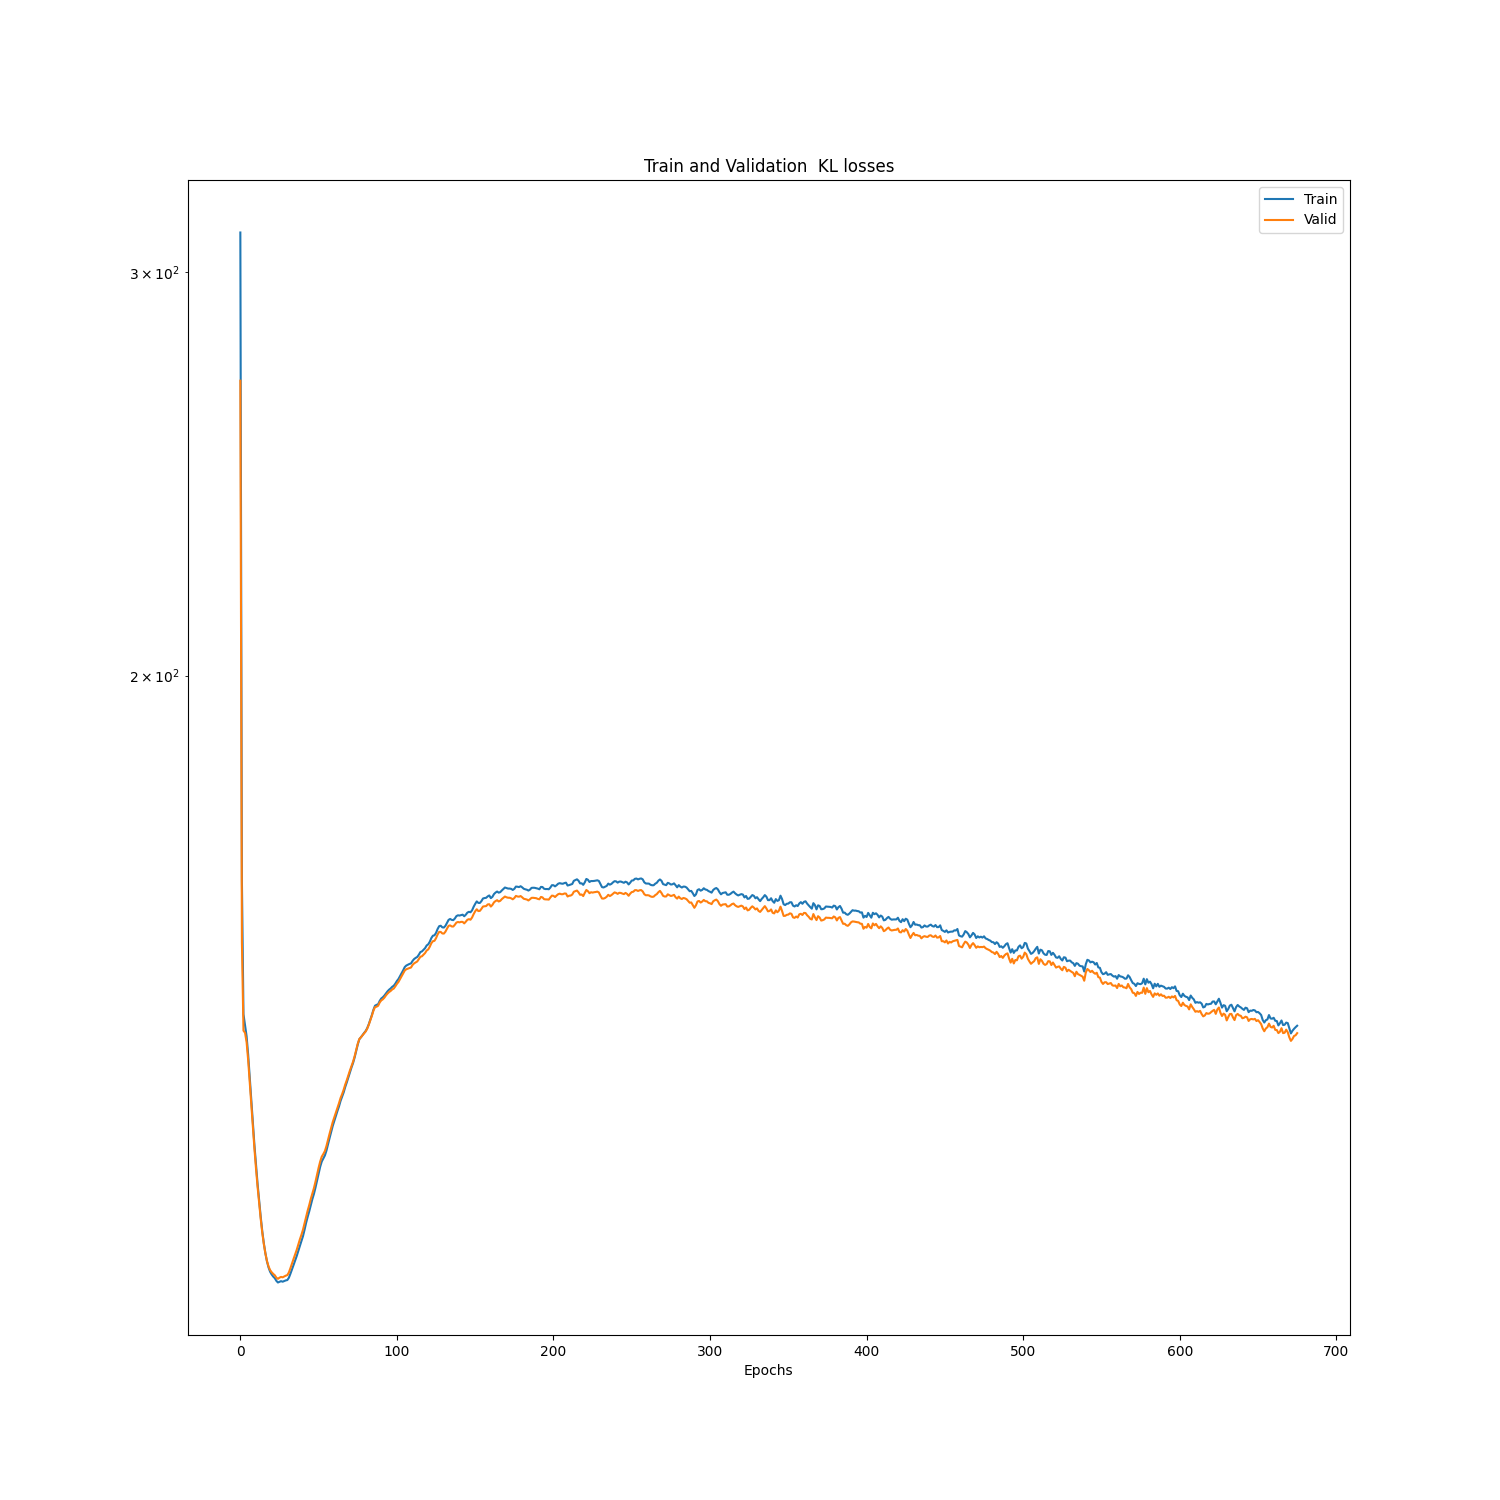 Train and Validation  KL losses
Train
Valid
3 × 10²
2 × 10²
0 100 200 300 400 500 600 700
Epochs